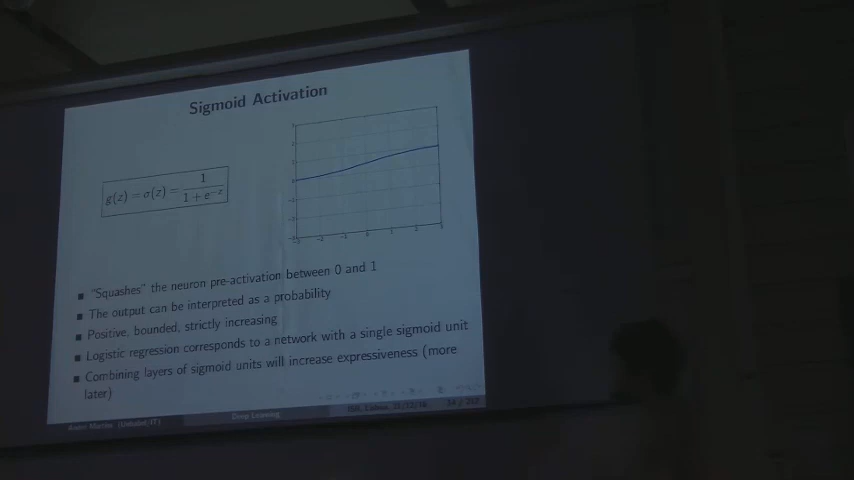 Sigmoid Activation
g(z) = σ(z) = 1 / (1 + e^{-z})
■ "Squashes" the neuron pre-activation between 0 and 1
■ The output can be interpreted as a probability
■ Positive, bounded, strictly increasing
■ Logistic regression corresponds to a network with a single sigmoid unit
■ Combining layers of sigmoid units will increase expressiveness (more
later)
Deep Learning